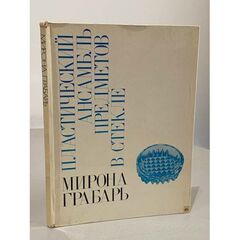 ПЛАСТИЧЕСКИЙ
АНСАМБЛЬ
ПРЕДМЕТОВ
В СТЕКЛЕ
МИРОНА
ГРАБАРЬ